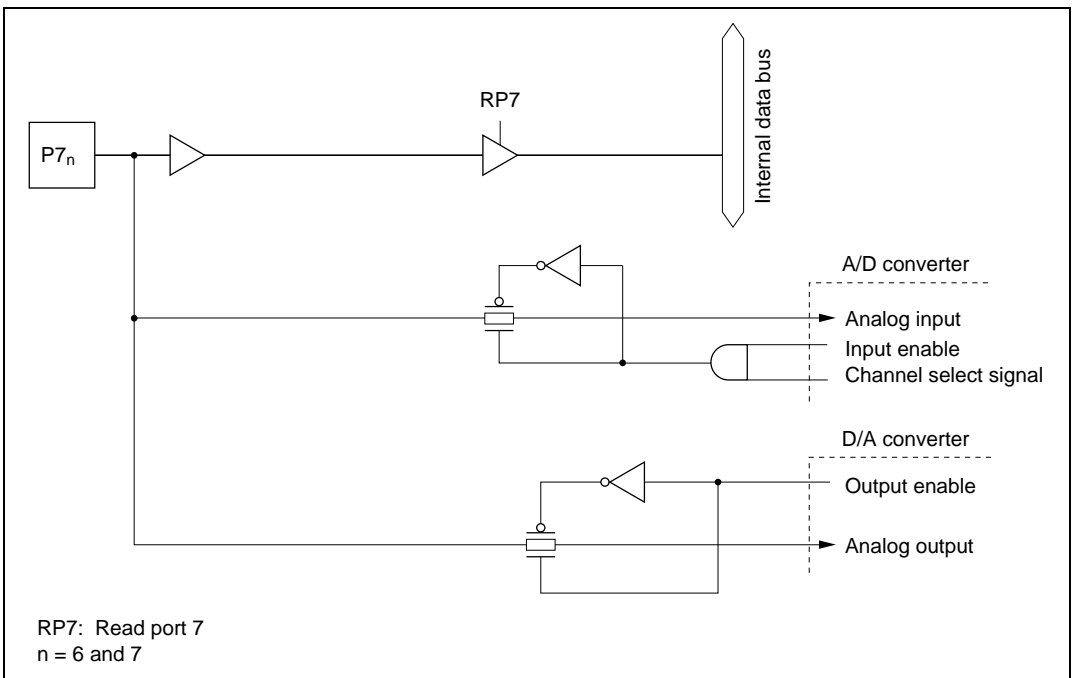 RP7
P7n
Internal data bus
A/D converter
Analog input
Input enable
Channel select signal
D/A converter
Output enable
Analog output
RP7: Read port 7
n = 6 and 7